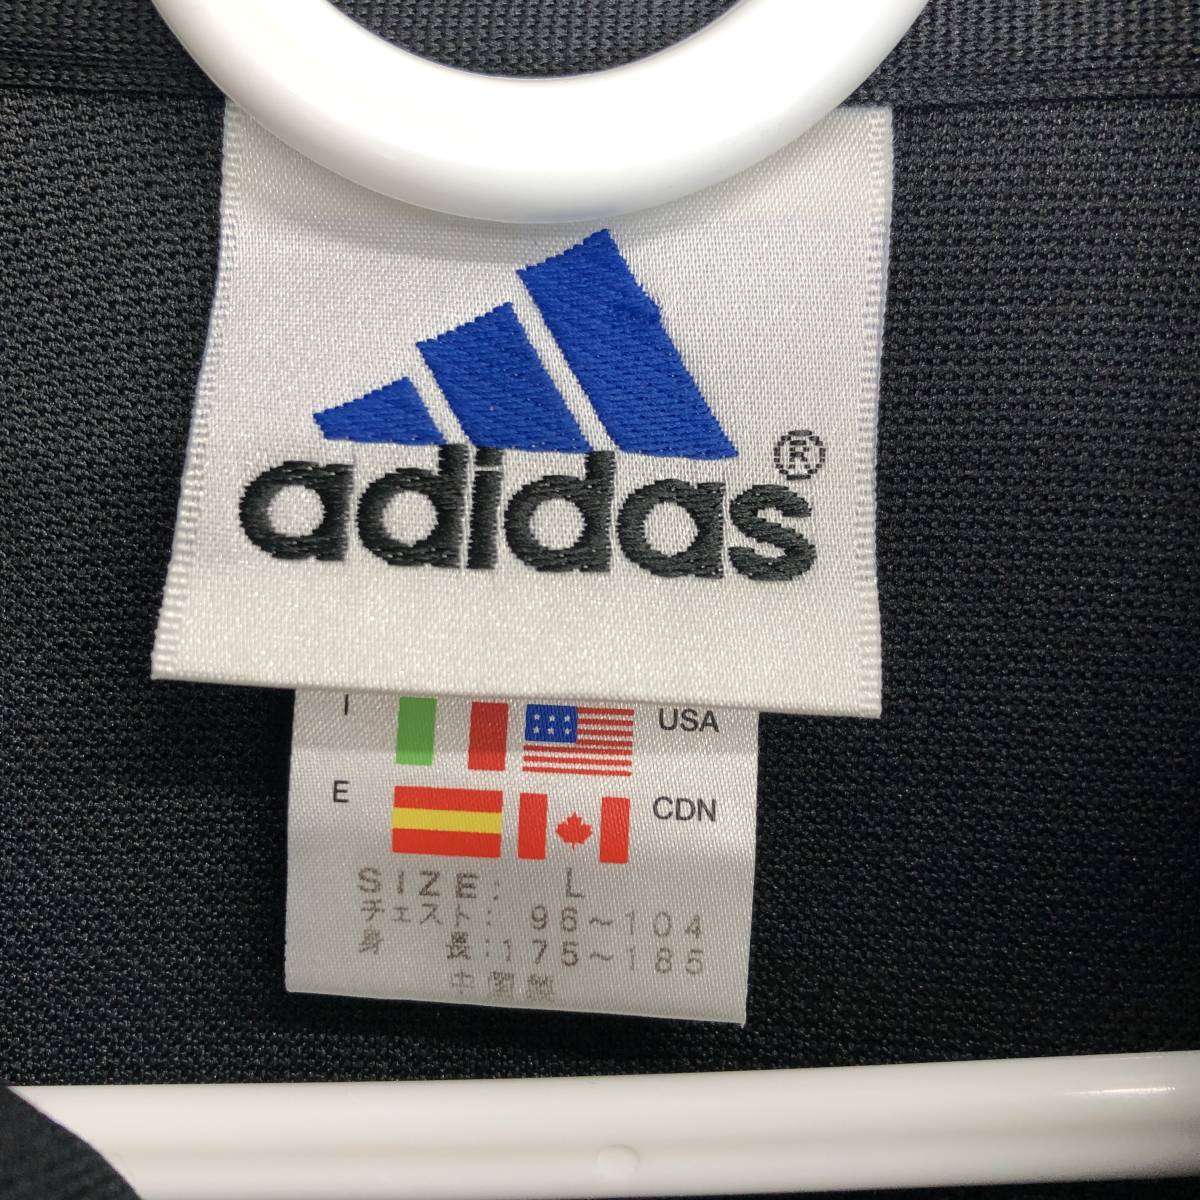 adidas ®
I USA
E CDN
SIZE: L
チェスト: 96～104
身 長:175～185
中国製